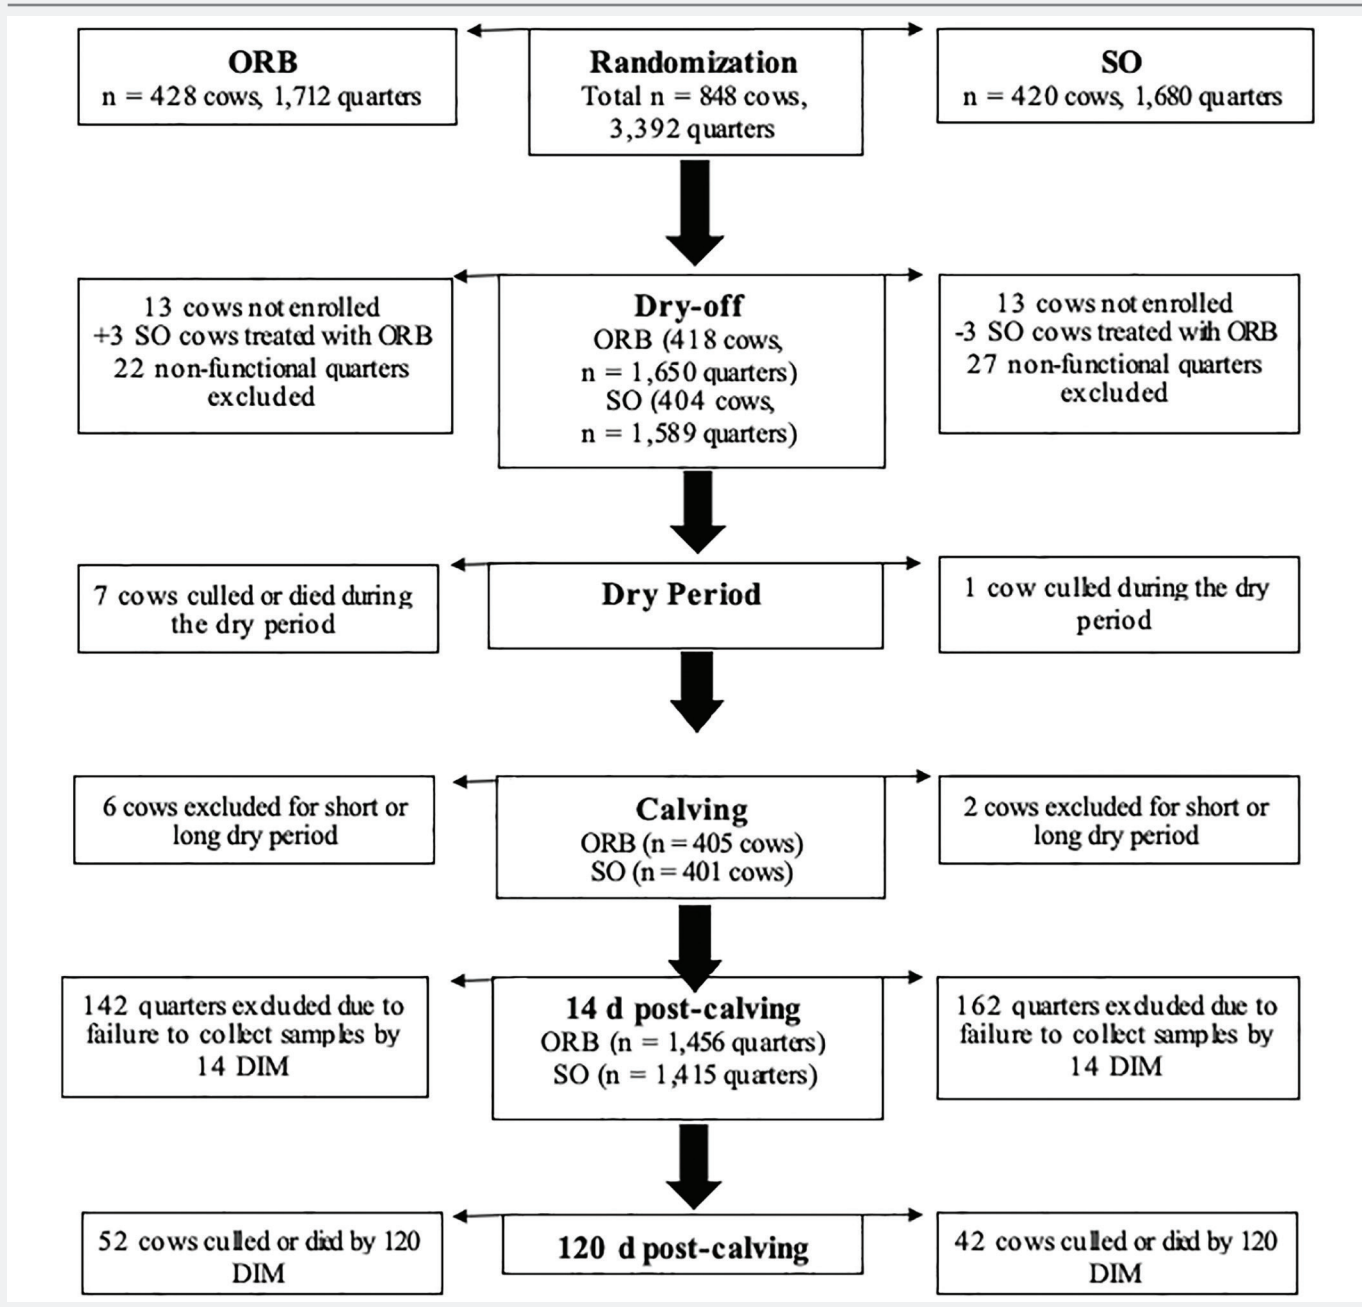 ORB
n = 428 cows, 1,712 quarters
Randomization
Total n = 848 cows,
3,392 quarters
SO
n = 420 cows, 1,680 quarters
13 cows not enrolled
+3 SO cows treated with ORB
22 non-functional quarters
excluded
Dry-off
ORB (418 cows,
n = 1,650 quarters)
SO (404 cows,
n = 1,589 quarters)
13 cows not enrolled
-3 SO cows treated with ORB
27 non-functional quarters
excluded
7 cows culled or died during
the dry period
Dry Period
1 cow culled during the dry
period
6 cows excluded for short or
long dry period
Calving
ORB (n = 405 cows)
SO (n = 401 cows)
2 cows excluded for short or
long dry period
142 quarters excluded due to
failure to collect samples by
14 DIM
14 d post-calving
ORB (n = 1,456 quarters)
SO (n = 1,415 quarters)
162 quarters excluded due to
failure to collect samples by
14 DIM
52 cows culled or died by 120
DIM
120 d post-calving
42 cows culled or died by 120
DIM